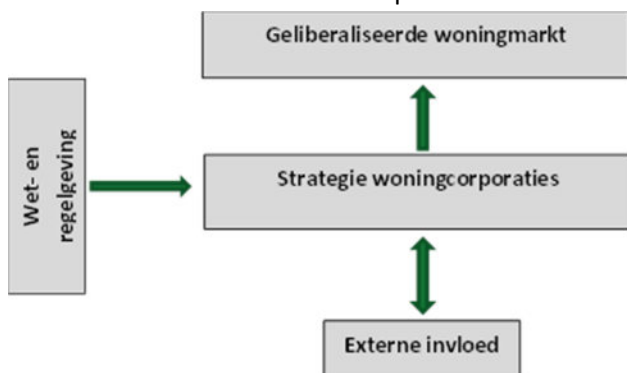 Geliberaliseerde woningmarkt
Wet- en
regelgeving
Strategie woningcorporaties
Externe invloed